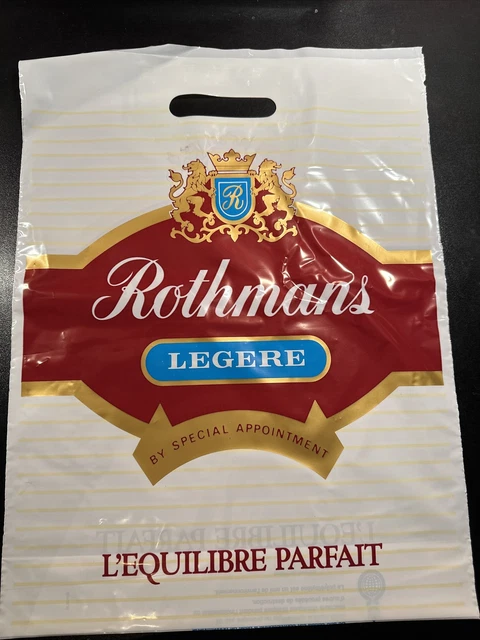 R
Rothmans
LEGERE
BY SPECIAL APPOINTMENT
L'EQUILIBRE PARFAIT